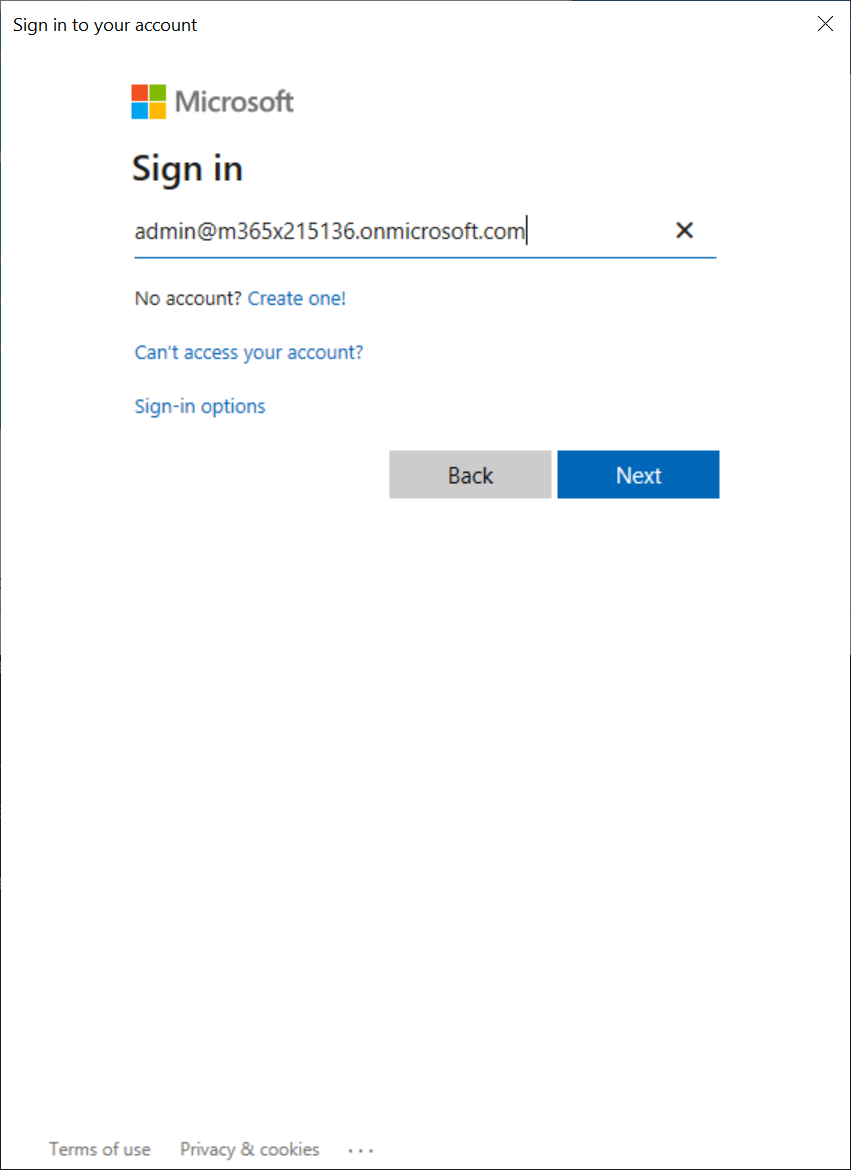 Sign in to your account
Microsoft
Sign in
admin@m365x215136.onmicrosoft.com
No account? Create one!
Can't access your account?
Sign-in options
Back Next
Terms of use Privacy & cookies ...